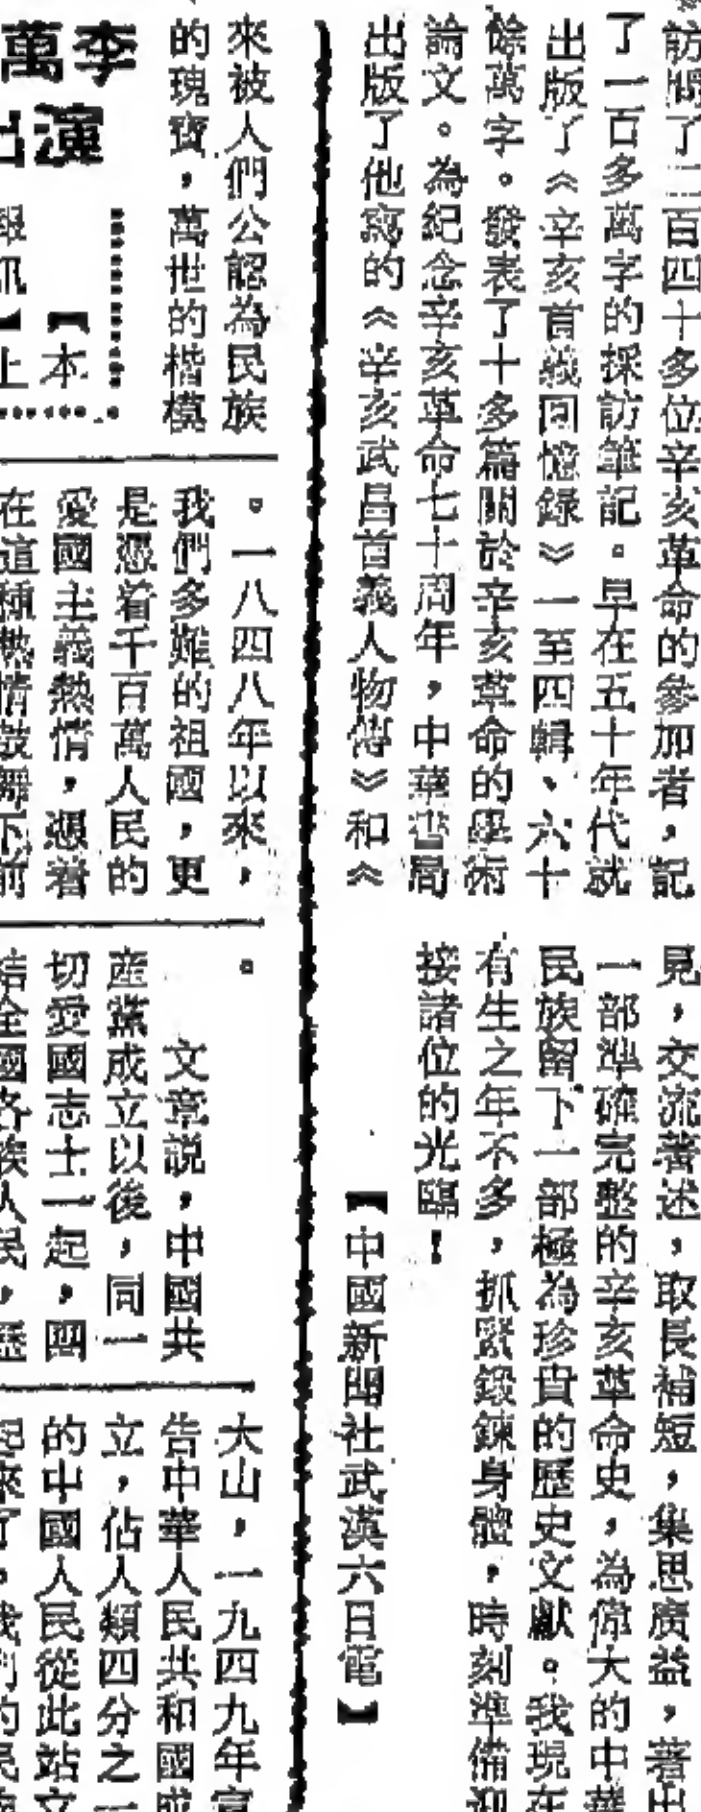 訪問了二百四十多位辛亥革命的參加者，記
了一百多萬字的採訪筆記。早在五十年代就
出版了《辛亥首義回憶錄》一至四輯、六十
餘萬字。發表了十多篇關於辛亥革命的學術
論文。為紀念辛亥革命七十周年，中華書局
出版了他寫的《辛亥武昌首義人物傳》和《
見，交流著述，取長補短，集思廣益，著出
一部準確完整的辛亥革命史，為偉大的中華
民族留下一部極為珍貴的歷史文獻。我現在
有生之年不多，抓緊鍛鍊身體，時刻準備迎
接諸位的光臨！
【中國新聞社武漢六日電】
來被人們公認為民族
的瑰寶，萬世的楷模
。一八四八年以來，
我們多難的祖國，更
是憑着千百萬人民的
愛國主義熱情，憑着
在這種熱情鼓舞下前
。
文章說，中國共
產黨成立以後，同一
切愛國志士一起，團
結全國各族人民，歷
大山，一九四九年宣
告中華人民共和國成
立，佔人類四分之一
的中國人民從此站立
起來了。我們的民族
李
演
萬
出
【本
報訊】上